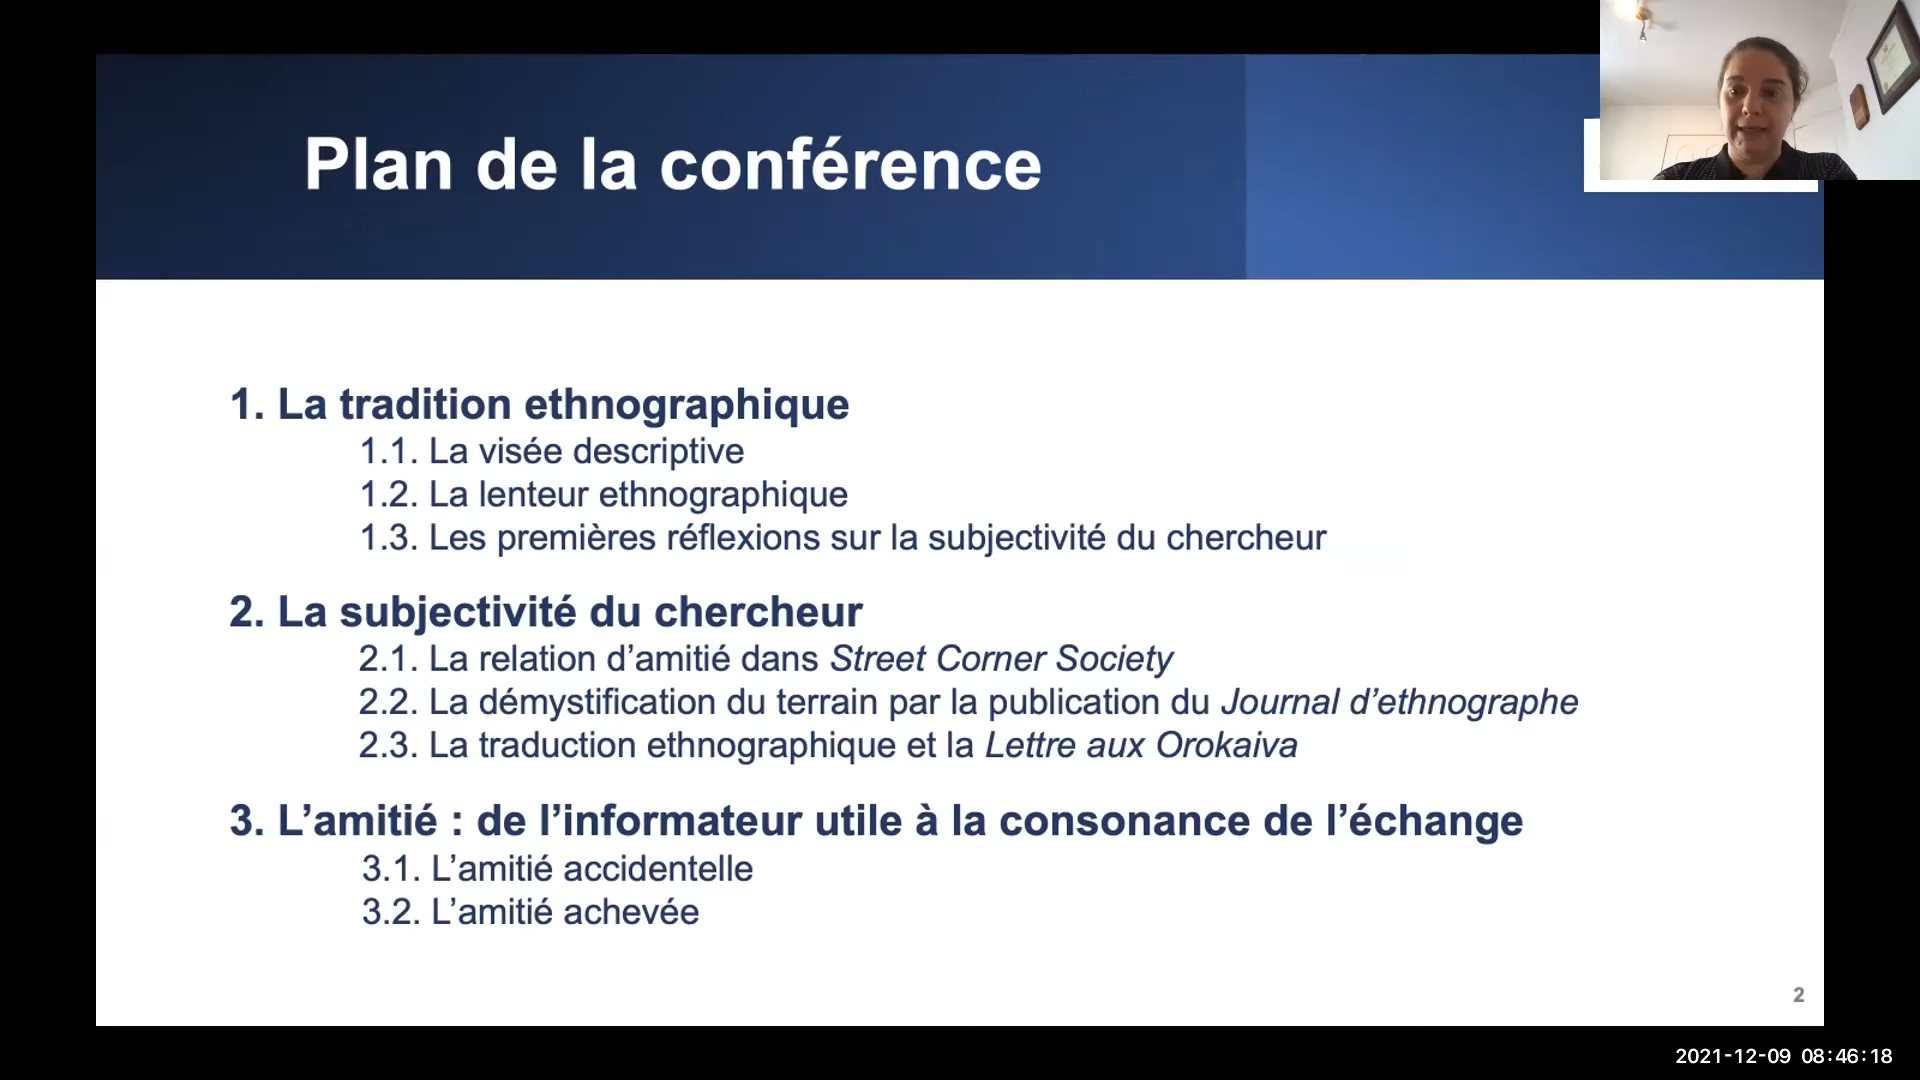 Plan de la conférence
1. La tradition ethnographique
1.1. La visée descriptive
1.2. La lenteur ethnographique
1.3. Les premières réflexions sur la subjectivité du chercheur
2. La subjectivité du chercheur
2.1. La relation d’amitié dans Street Corner Society
2.2. La démystification du terrain par la publication du Journal d’ethnographe
2.3. La traduction ethnographique et la Lettre aux Orokaiva
3. L’amitié : de l’informateur utile à la consonance de l’échange
3.1. L’amitié accidentelle
3.2. L’amitié achevée
2
2021-12-09 08:46:18